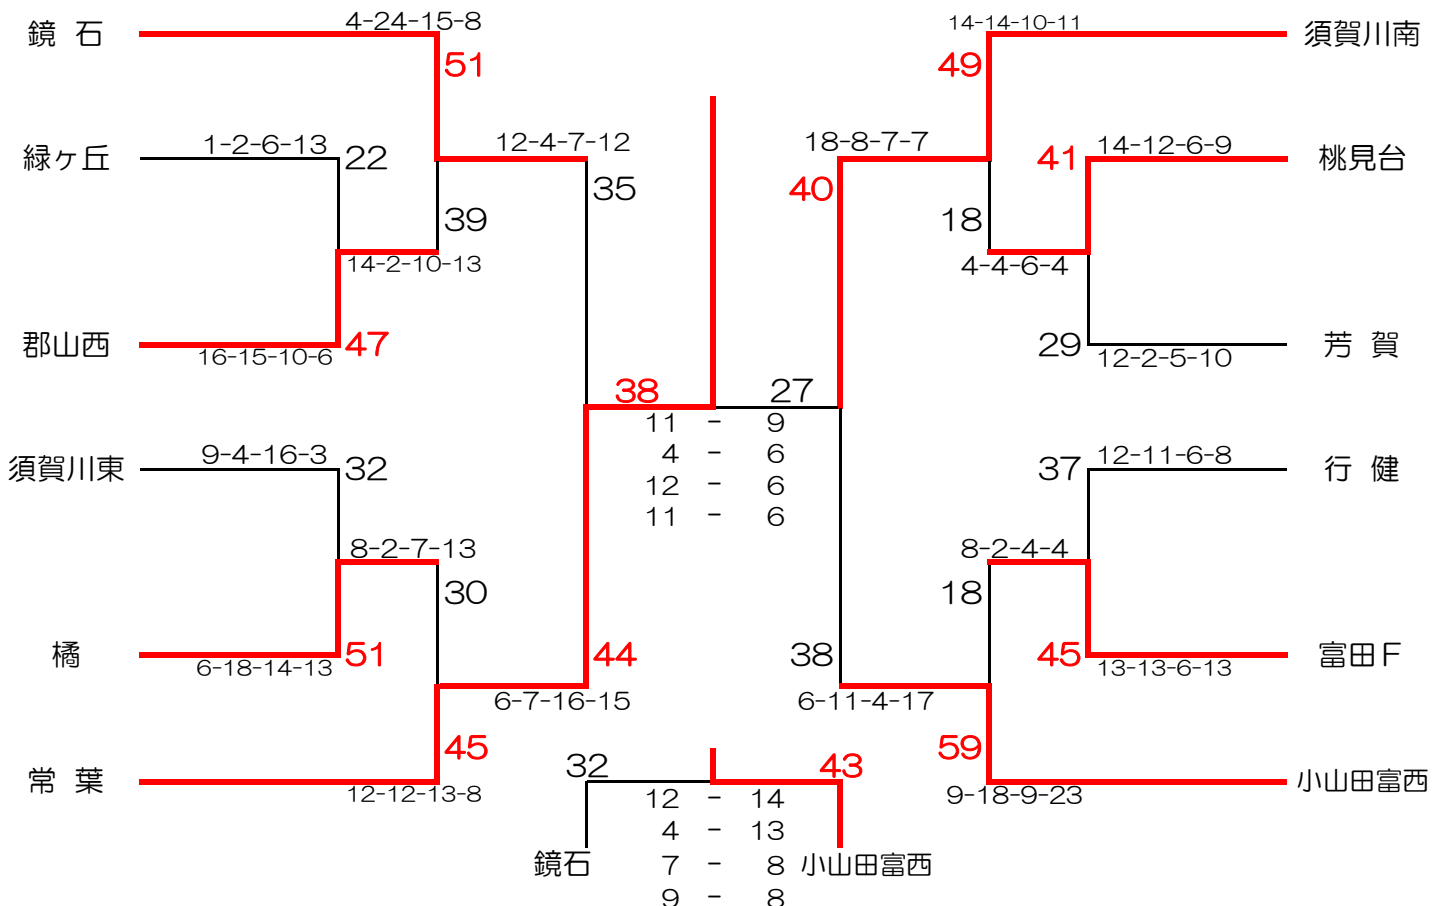 鏡 石
4-24-15-8
51
14-14-10-11
49
須賀川南
緑ヶ丘
1-2-6-13
22
12-4-7-12
35
18-8-7-7
40
41
14-12-6-9
桃見台
39
14-2-10-13
18
4-4-6-4
郡山西
16-15-10-6
47
29
12-2-5-10
芳 賀
38
27
11 - 9
4 - 6
12 - 6
11 - 6
須賀川東
9-4-16-3
32
37
12-11-6-8
行 健
8-2-7-13
30
8-2-4-4
18
橘
6-18-14-13
51
44
6-7-16-15
38
6-11-4-17
45
13-13-6-13
富田F
常 葉
45
12-12-13-8
59
9-18-9-23
小山田富西
32
43
12 - 14
4 - 13
7 - 8
9 - 8
鏡石
小山田富西